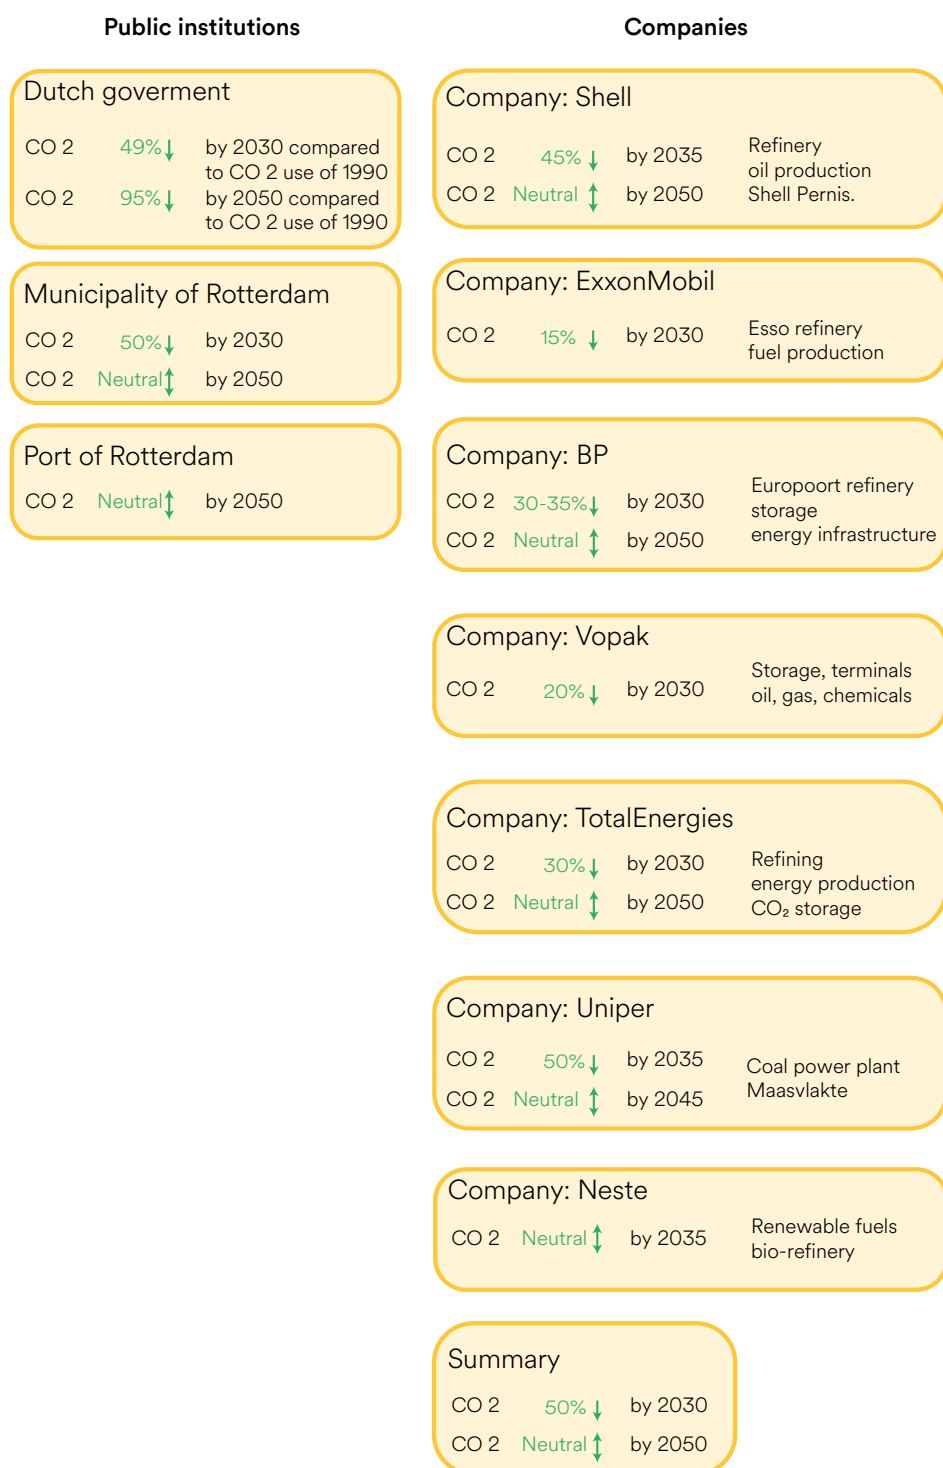 Public institutions
Dutch goverment
CO 2 49% by 2030 compared
to CO 2 use of 1990
CO 2 95% by 2050 compared
to CO 2 use of 1990
Municipality of Rotterdam
CO 2 50% by 2030
CO 2 Neutral by 2050
Port of Rotterdam
CO 2 Neutral by 2050
Companies
Company: Shell
CO 2 45% by 2035
CO 2 Neutral by 2050
Refinery
oil production
Shell Pernis.
Company: ExxonMobil
CO 2 15% by 2030
Esso refinery
fuel production
Company: BP
CO 2 30-35% by 2030
CO 2 Neutral by 2050
Europoort refinery
storage
energy infrastructure
Company: Vopak
CO 2 20% by 2030
Storage, terminals
oil, gas, chemicals
Company: TotalEnergies
CO 2 30% by 2030
CO 2 Neutral by 2050
Refining
energy production
CO₂ storage
Company: Uniper
CO 2 50% by 2035
CO 2 Neutral by 2045
Coal power plant
Maasvlakte
Company: Neste
CO 2 Neutral by 2035
Renewable fuels
bio-refinery
Summary
CO 2 50% by 2030
CO 2 Neutral by 2050